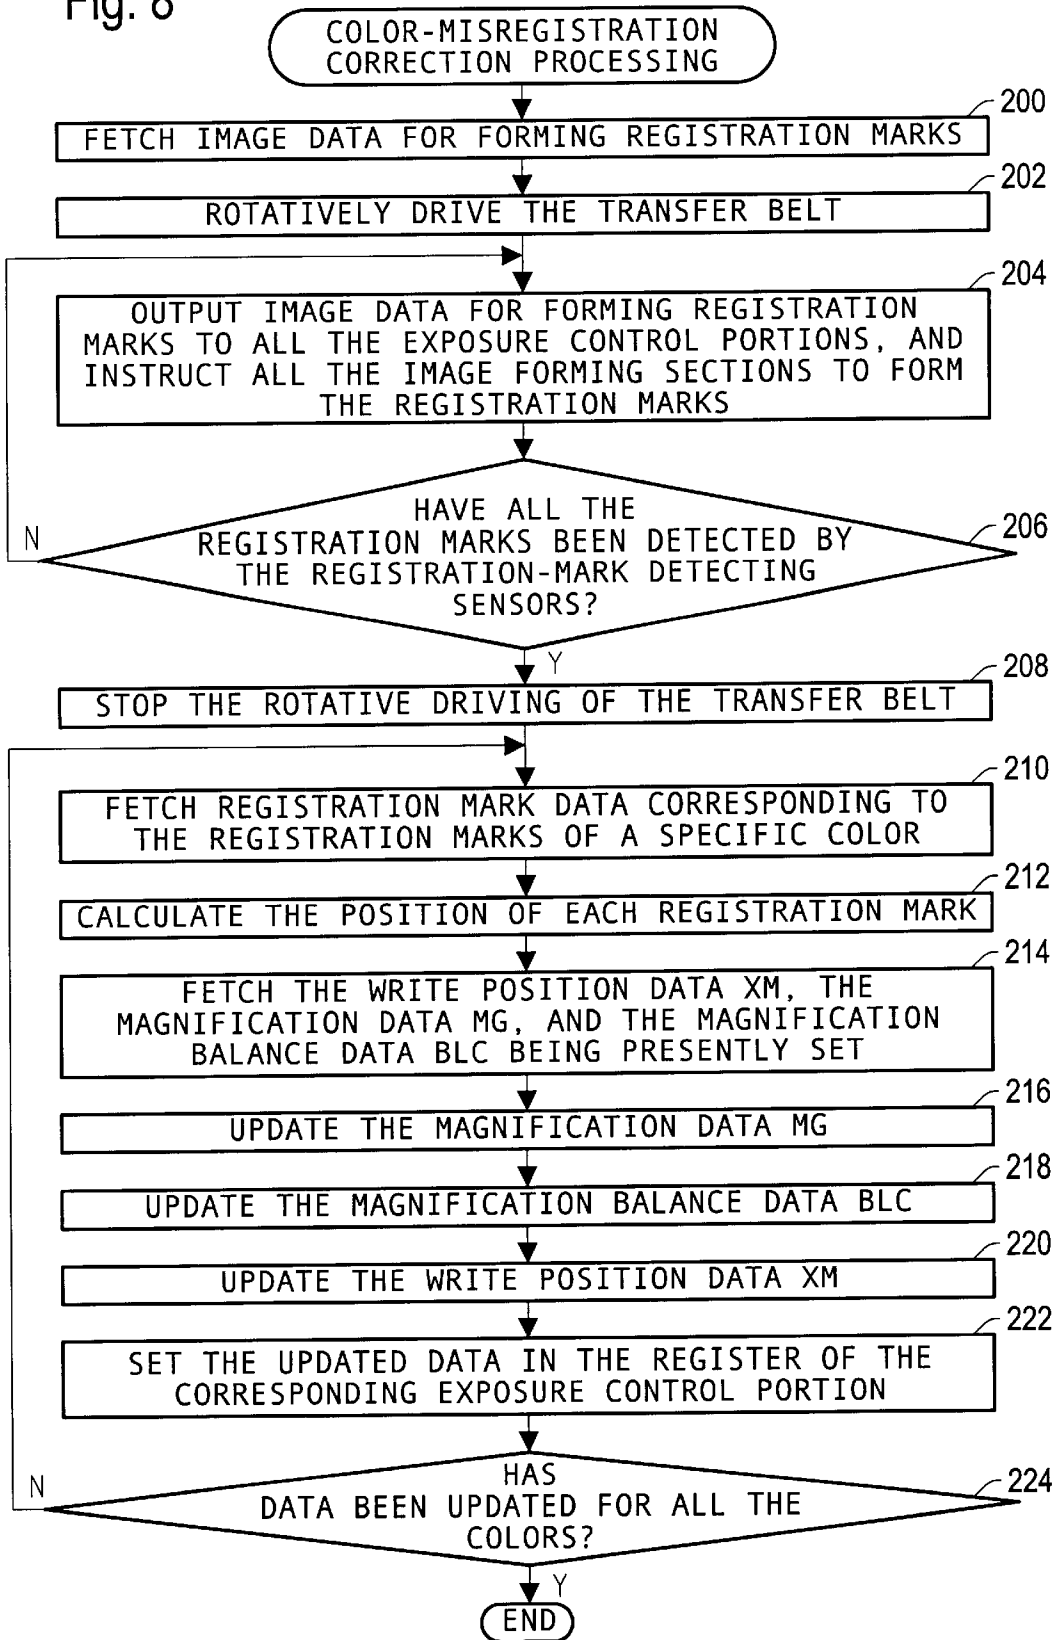 Fig. 8
COLOR-MISREGISTRATION
CORRECTION PROCESSING
200
FETCH IMAGE DATA FOR FORMING REGISTRATION MARKS
202
ROTATIVELY DRIVE THE TRANSFER BELT
204
OUTPUT IMAGE DATA FOR FORMING REGISTRATION
MARKS TO ALL THE EXPOSURE CONTROL PORTIONS, AND
INSTRUCT ALL THE IMAGE FORMING SECTIONS TO FORM
THE REGISTRATION MARKS
N
206
HAVE ALL THE
REGISTRATION MARKS BEEN DETECTED BY
THE REGISTRATION-MARK DETECTING
SENSORS?
Y
208
STOP THE ROTATIVE DRIVING OF THE TRANSFER BELT
210
FETCH REGISTRATION MARK DATA CORRESPONDING TO
THE REGISTRATION MARKS OF A SPECIFIC COLOR
212
CALCULATE THE POSITION OF EACH REGISTRATION MARK
214
FETCH THE WRITE POSITION DATA XM, THE
MAGNIFICATION DATA MG, AND THE MAGNIFICATION
BALANCE DATA BLC BEING PRESENTLY SET
216
UPDATE THE MAGNIFICATION DATA MG
218
UPDATE THE MAGNIFICATION BALANCE DATA BLC
220
UPDATE THE WRITE POSITION DATA XM
222
SET THE UPDATED DATA IN THE REGISTER OF THE
CORRESPONDING EXPOSURE CONTROL PORTION
N
224
HAS
DATA BEEN UPDATED FOR ALL THE
COLORS?
Y
END